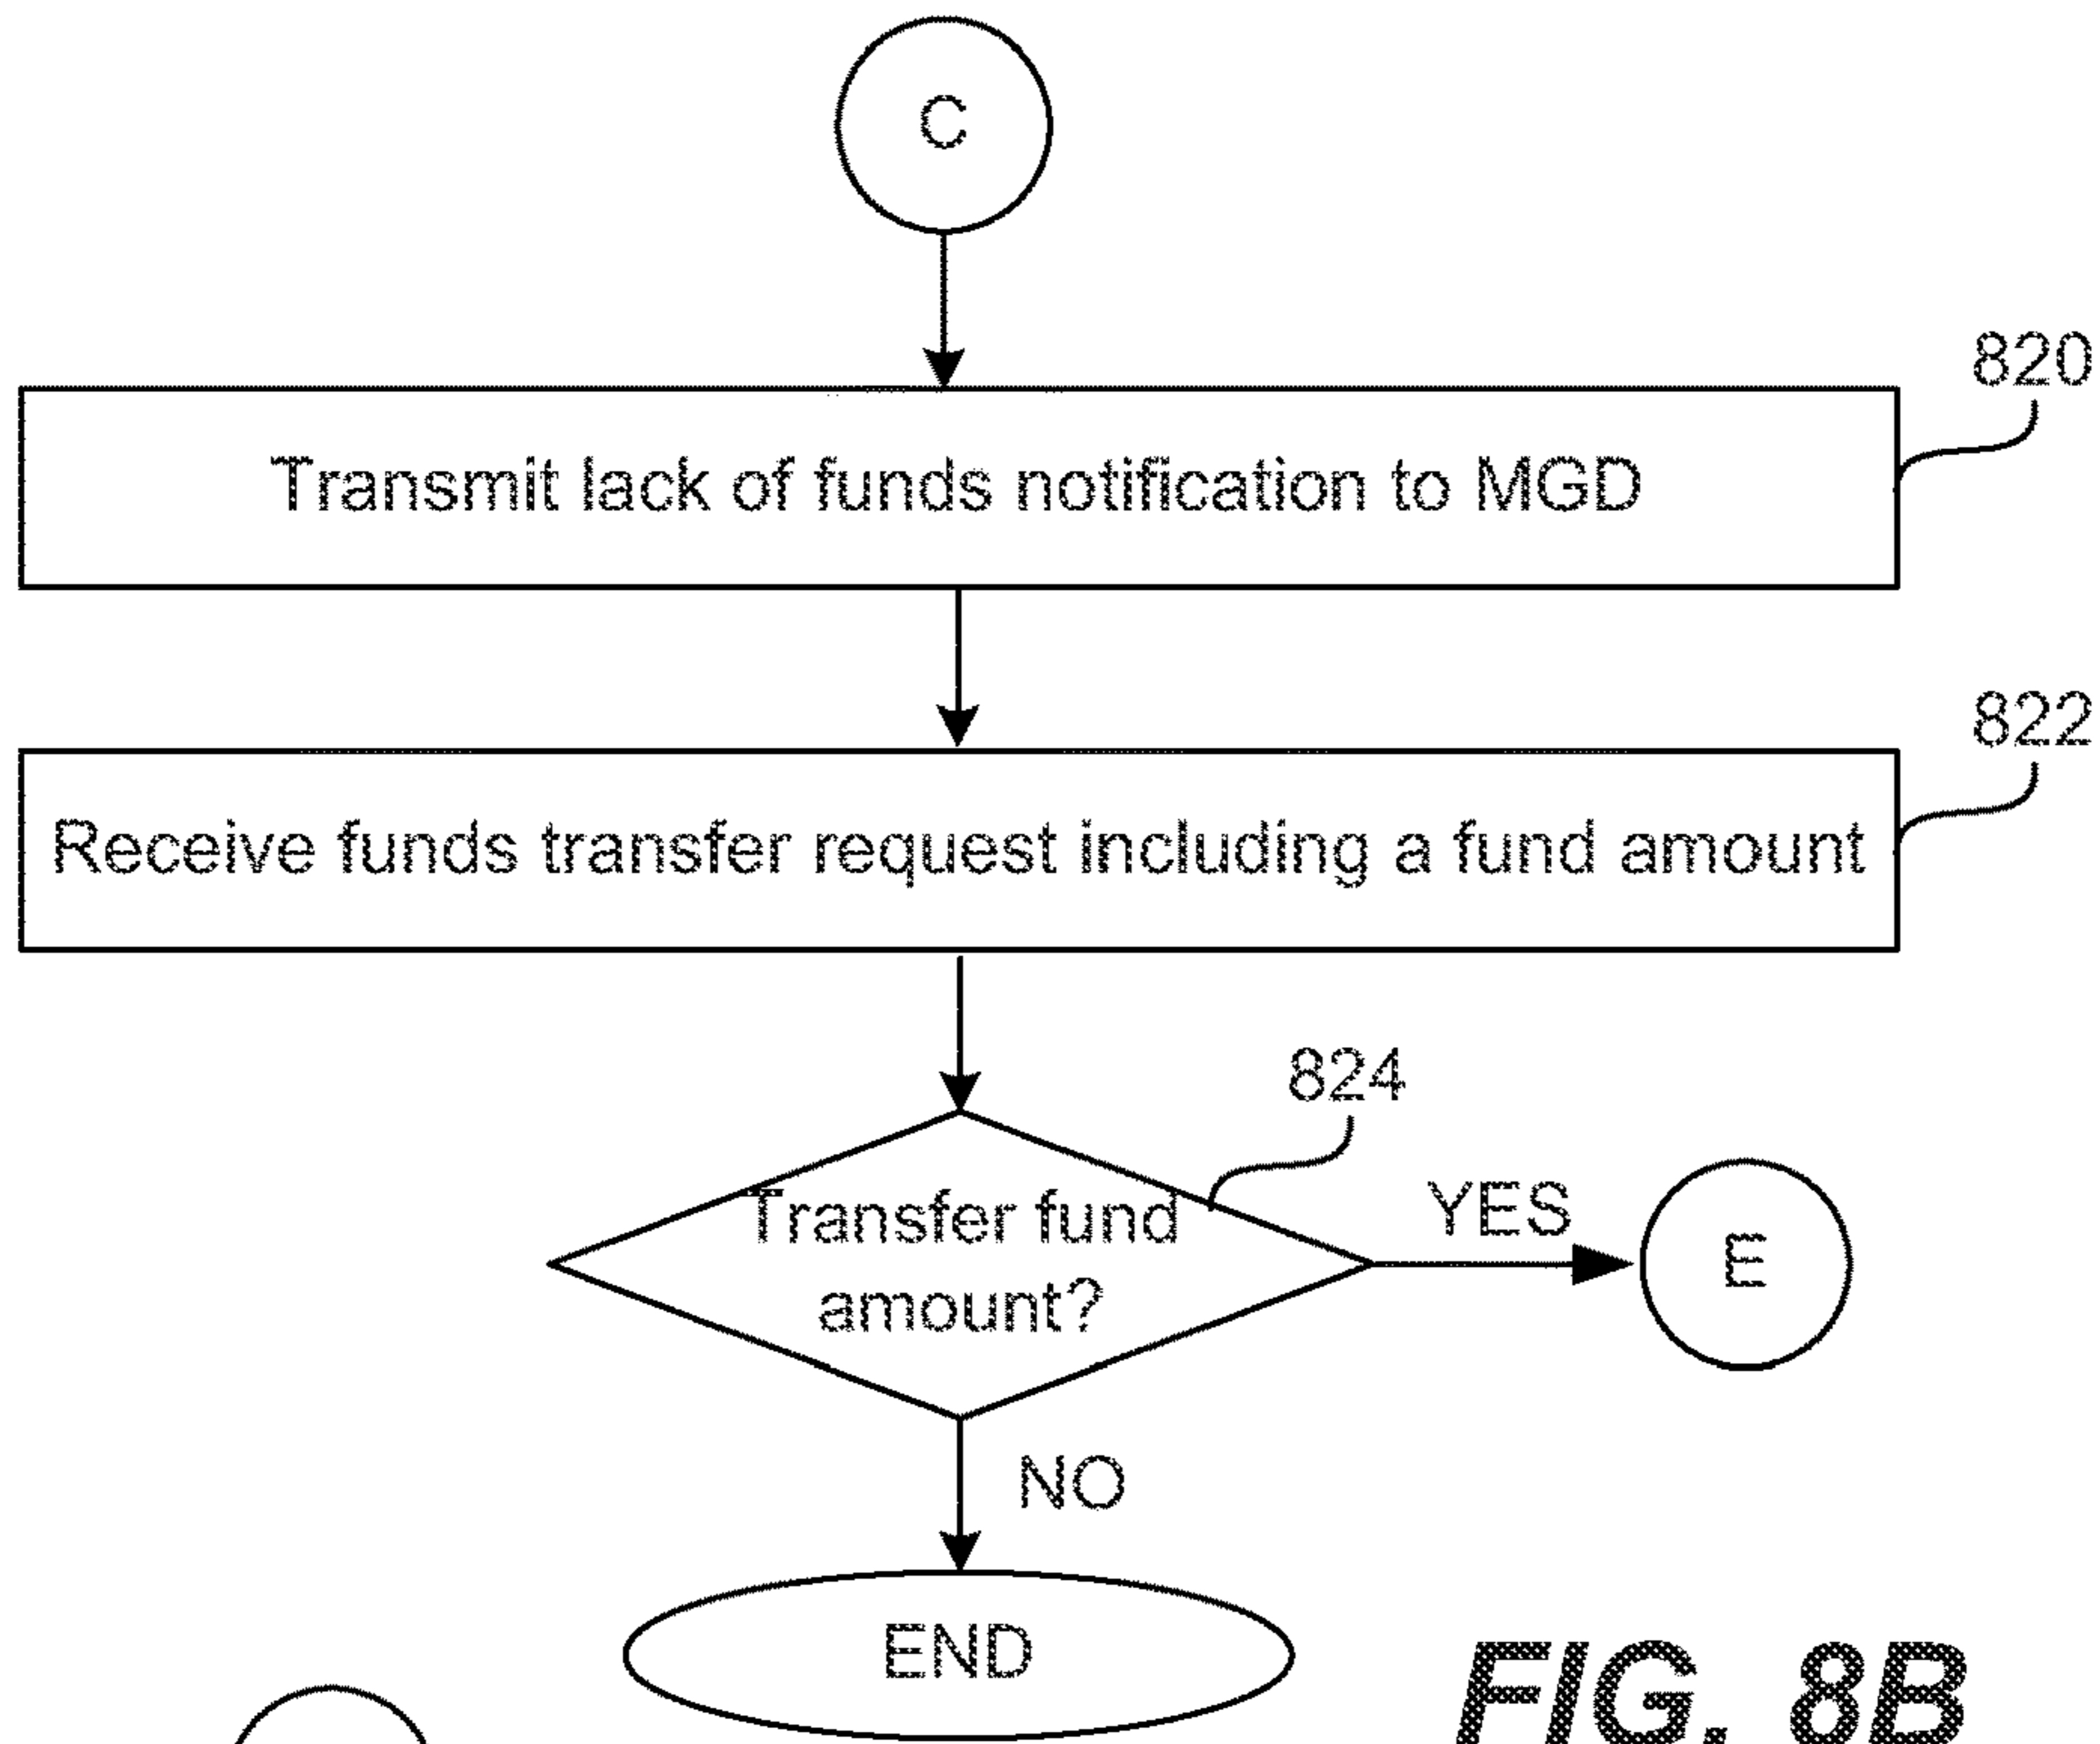 C
820
Transmit lack of funds notification to MGD
822
Receive funds transfer request including a fund amount
824
Transfer fund
amount?
YES
E
NO
END
FIG. 8B